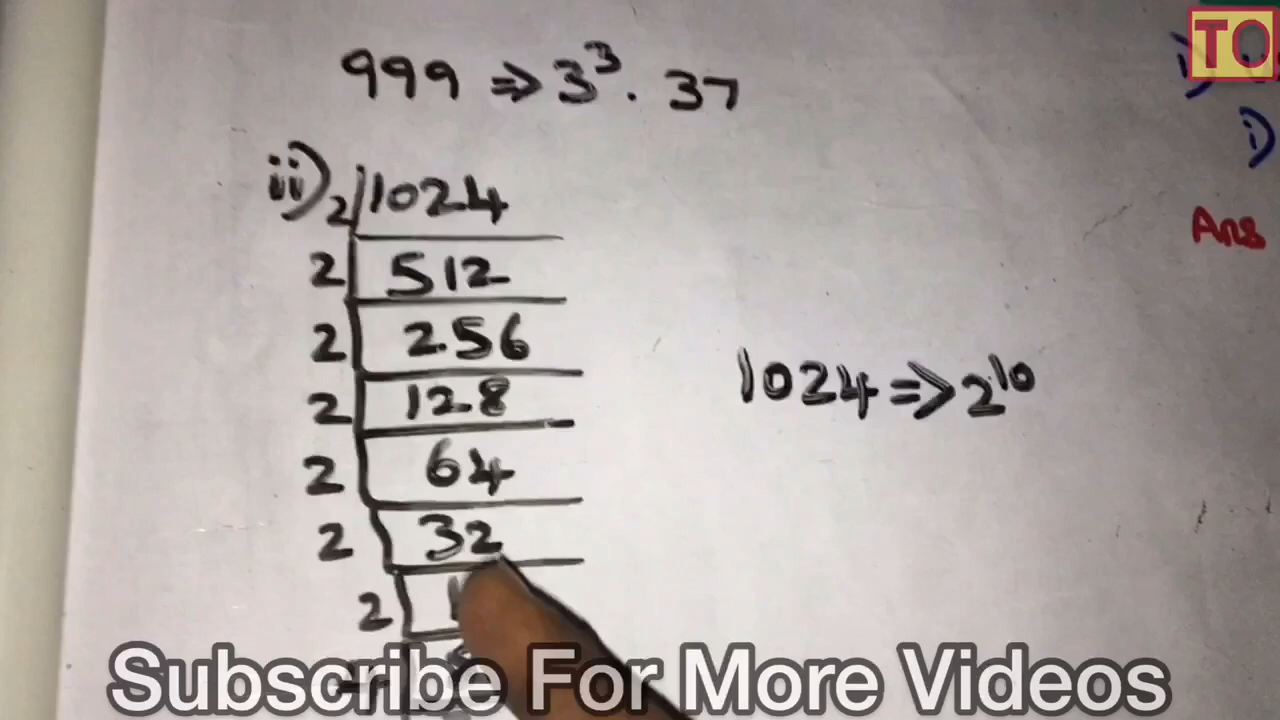 TO
999 ⇒ 3³ · 37
ii) 2 | 1024
2 | 512
2 | 256
2 | 128
2 | 64
2 | 32
2
1024 ⇒ 2¹⁰
i)
Ans
Subscribe For More Videos